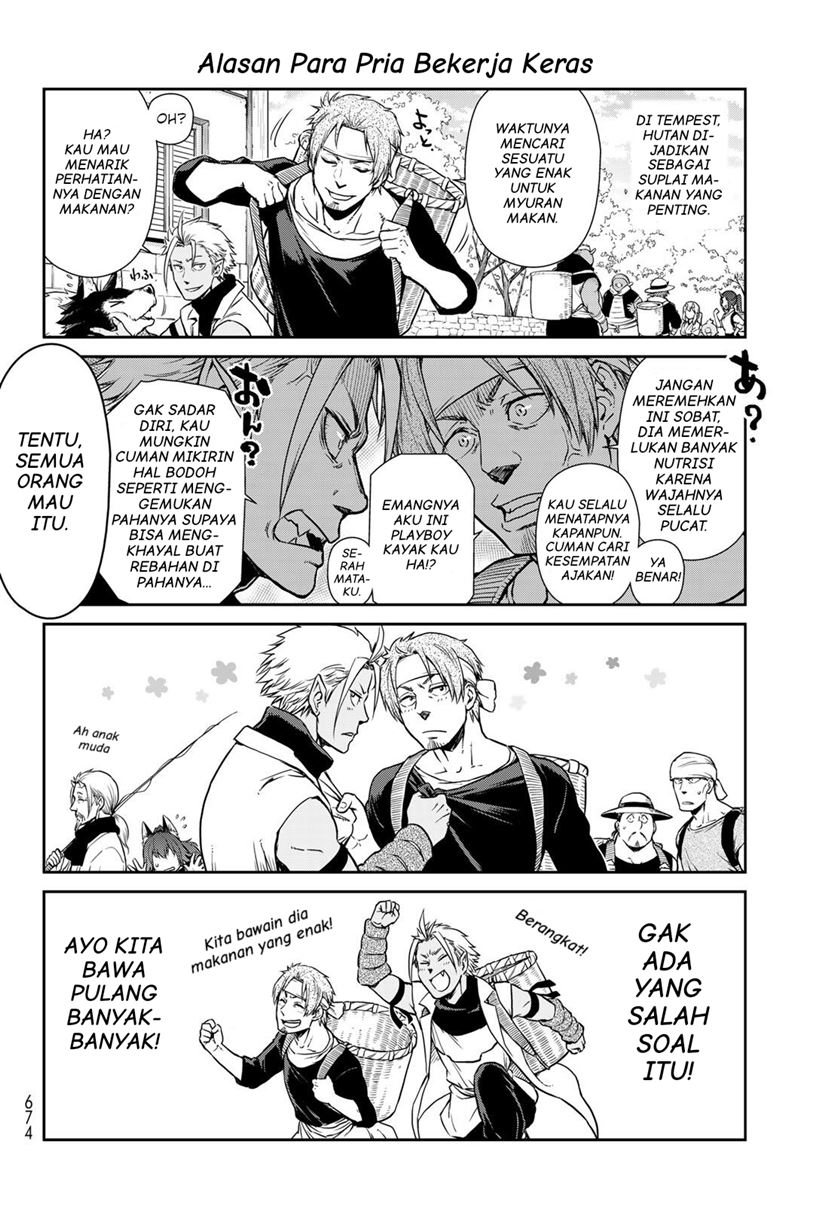 Alasan Para Pria Bekerja Keras
DI TEMPEST,
HUTAN DI-
JADIKAN
SEBAGAI
SUPLAI MA-
KANAN YANG
PENTING.
WAKTUNYA
MENCARI
SESUATU
YANG ENAK
UNTUK
MYURAN
MAKAN.
よっと、
OH?
HA?
KAU MAU
MENARIK
PERHATIAN-
NYA DENGAN
MAKANAN?
わふ
あ?
JANGAN
MEREMEHKAN
INI SOBAT,
DIA MEMER-
LUKAN BANYAK
NUTRISI
KARENA
WAJAHNYA
SELALU
PUCAT.
YA
BENAR!
KAU SELALU
MENATAPNYA
KAPANPUN.
CUMAN CARI
KESEMPATAN
AJAKAN!
EMANGNYA
AKU INI
PLAYBOY
KAYAK KAU
HA!?
SE-
RAH
MATA-
KU.
おん?
GAK SADAR
DIRI, KAU
MUNGKIN
CUMAN MIKIRIN
HAL BODOH
SEPERTI MENG-
GEMUKAN
PAHANYA SUPAYA
BISA MENG-
KHAYAL BUAT
REBAHAN DI
PAHANYA...
TENTU,
SEMUA
ORANG
MAU
ITU.
Ah anak
muda
GAK
ADA
YANG
SALAH
SOAL
ITU!
Berangkat!
Kita bawain dia
makanan yang enak!
AYO KITA
BAWA
PULANG
BANYAK-
BANYAK!
674